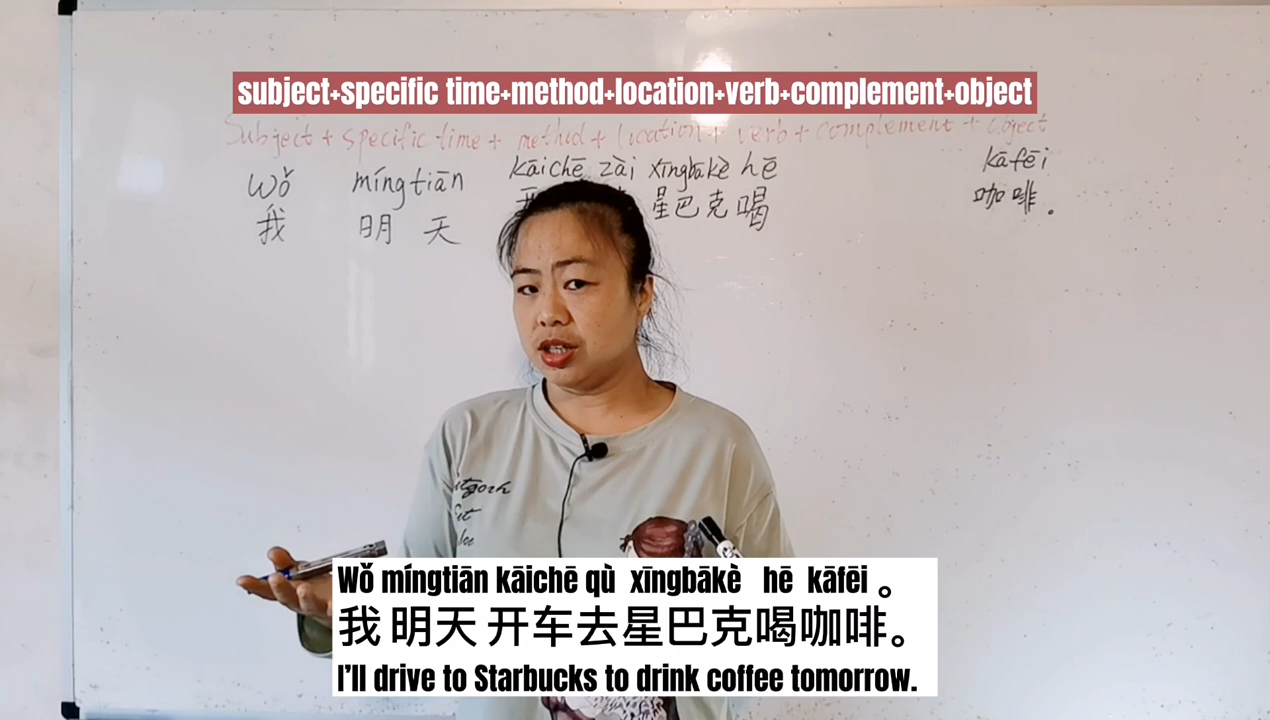 subject+specific time+method+location+verb+complement+object
Subject + specific time + method + location + verb + complement + object
wǒ míngtiān kāichē zài xīngbākè hē kāfēi
我 明天 开 星巴克喝 咖啡。
Wǒ míngtiān kāichē qù xīngbākè hē kāfēi 。
我 明天 开车去星巴克喝咖啡。
I'll drive to Starbucks to drink coffee tomorrow.